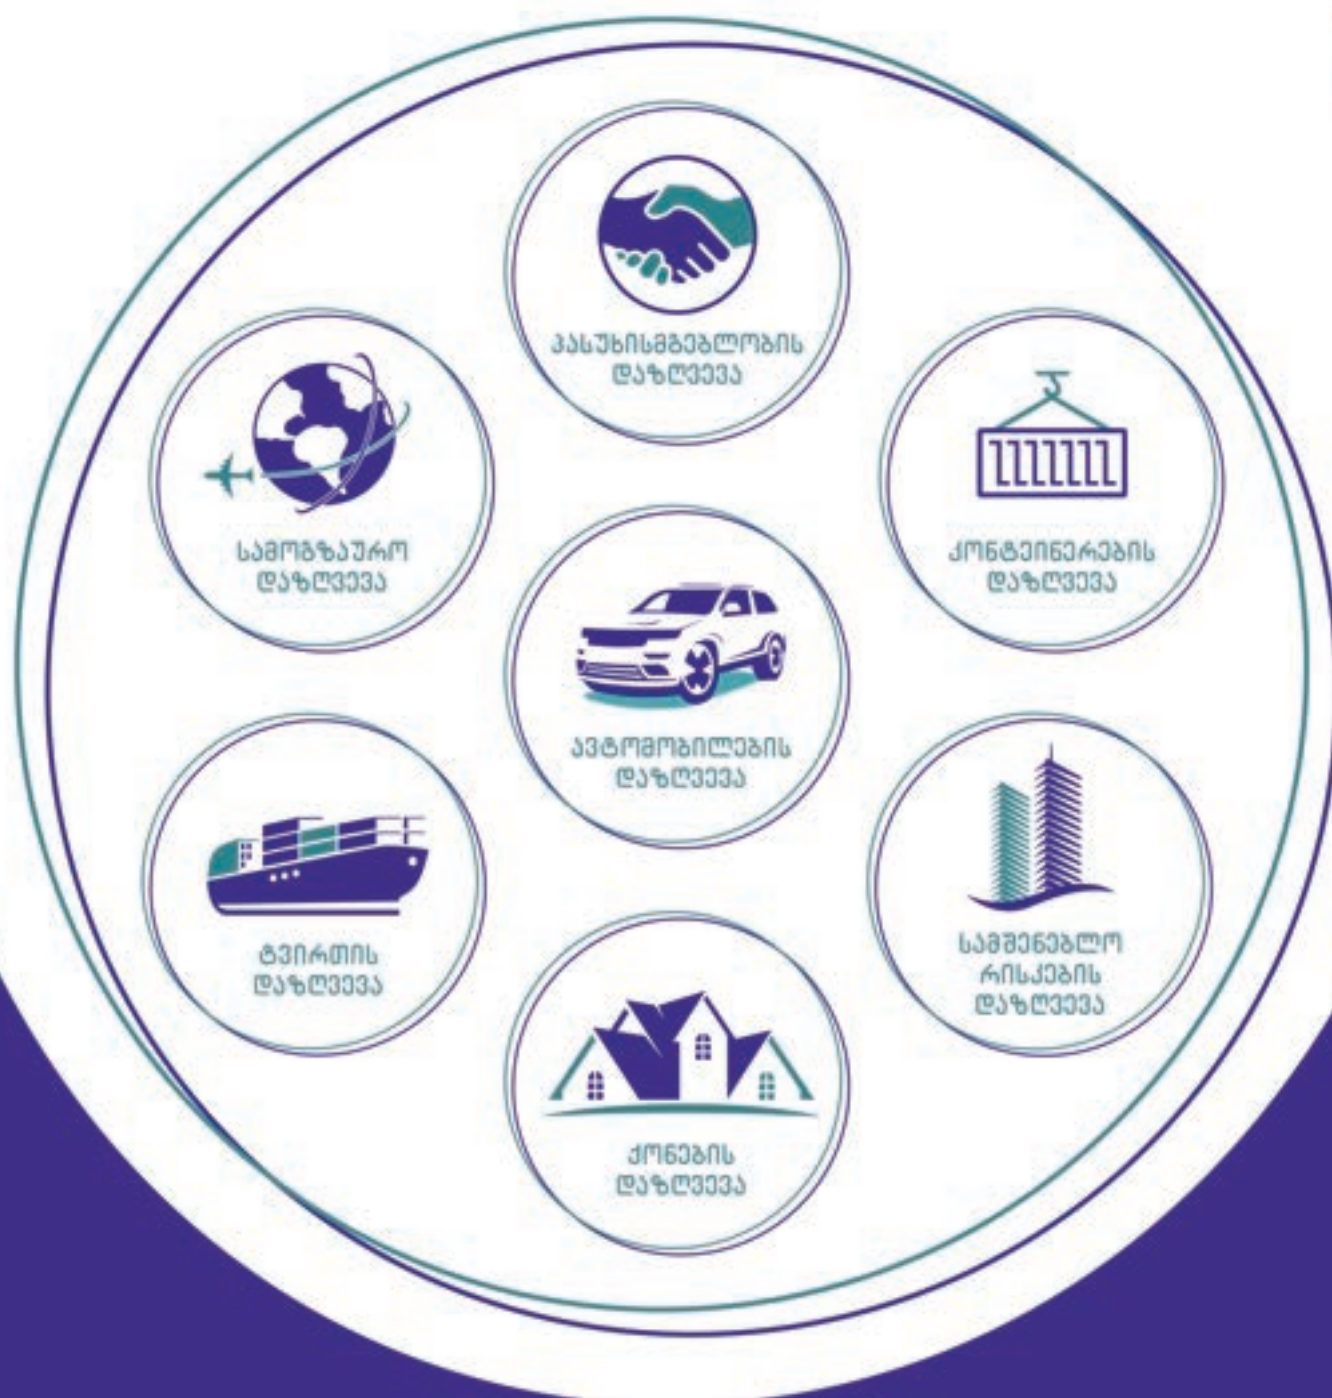 პასუხისმგებლობის
დაზღვევა
სამოგზაურო
დაზღვევა
კონტეინერების
დაზღვევა
ავტომობილების
დაზღვევა
ტვირთის
დაზღვევა
სამშენებლო
რისკების
დაზღვევა
ქონების
დაზღვევა